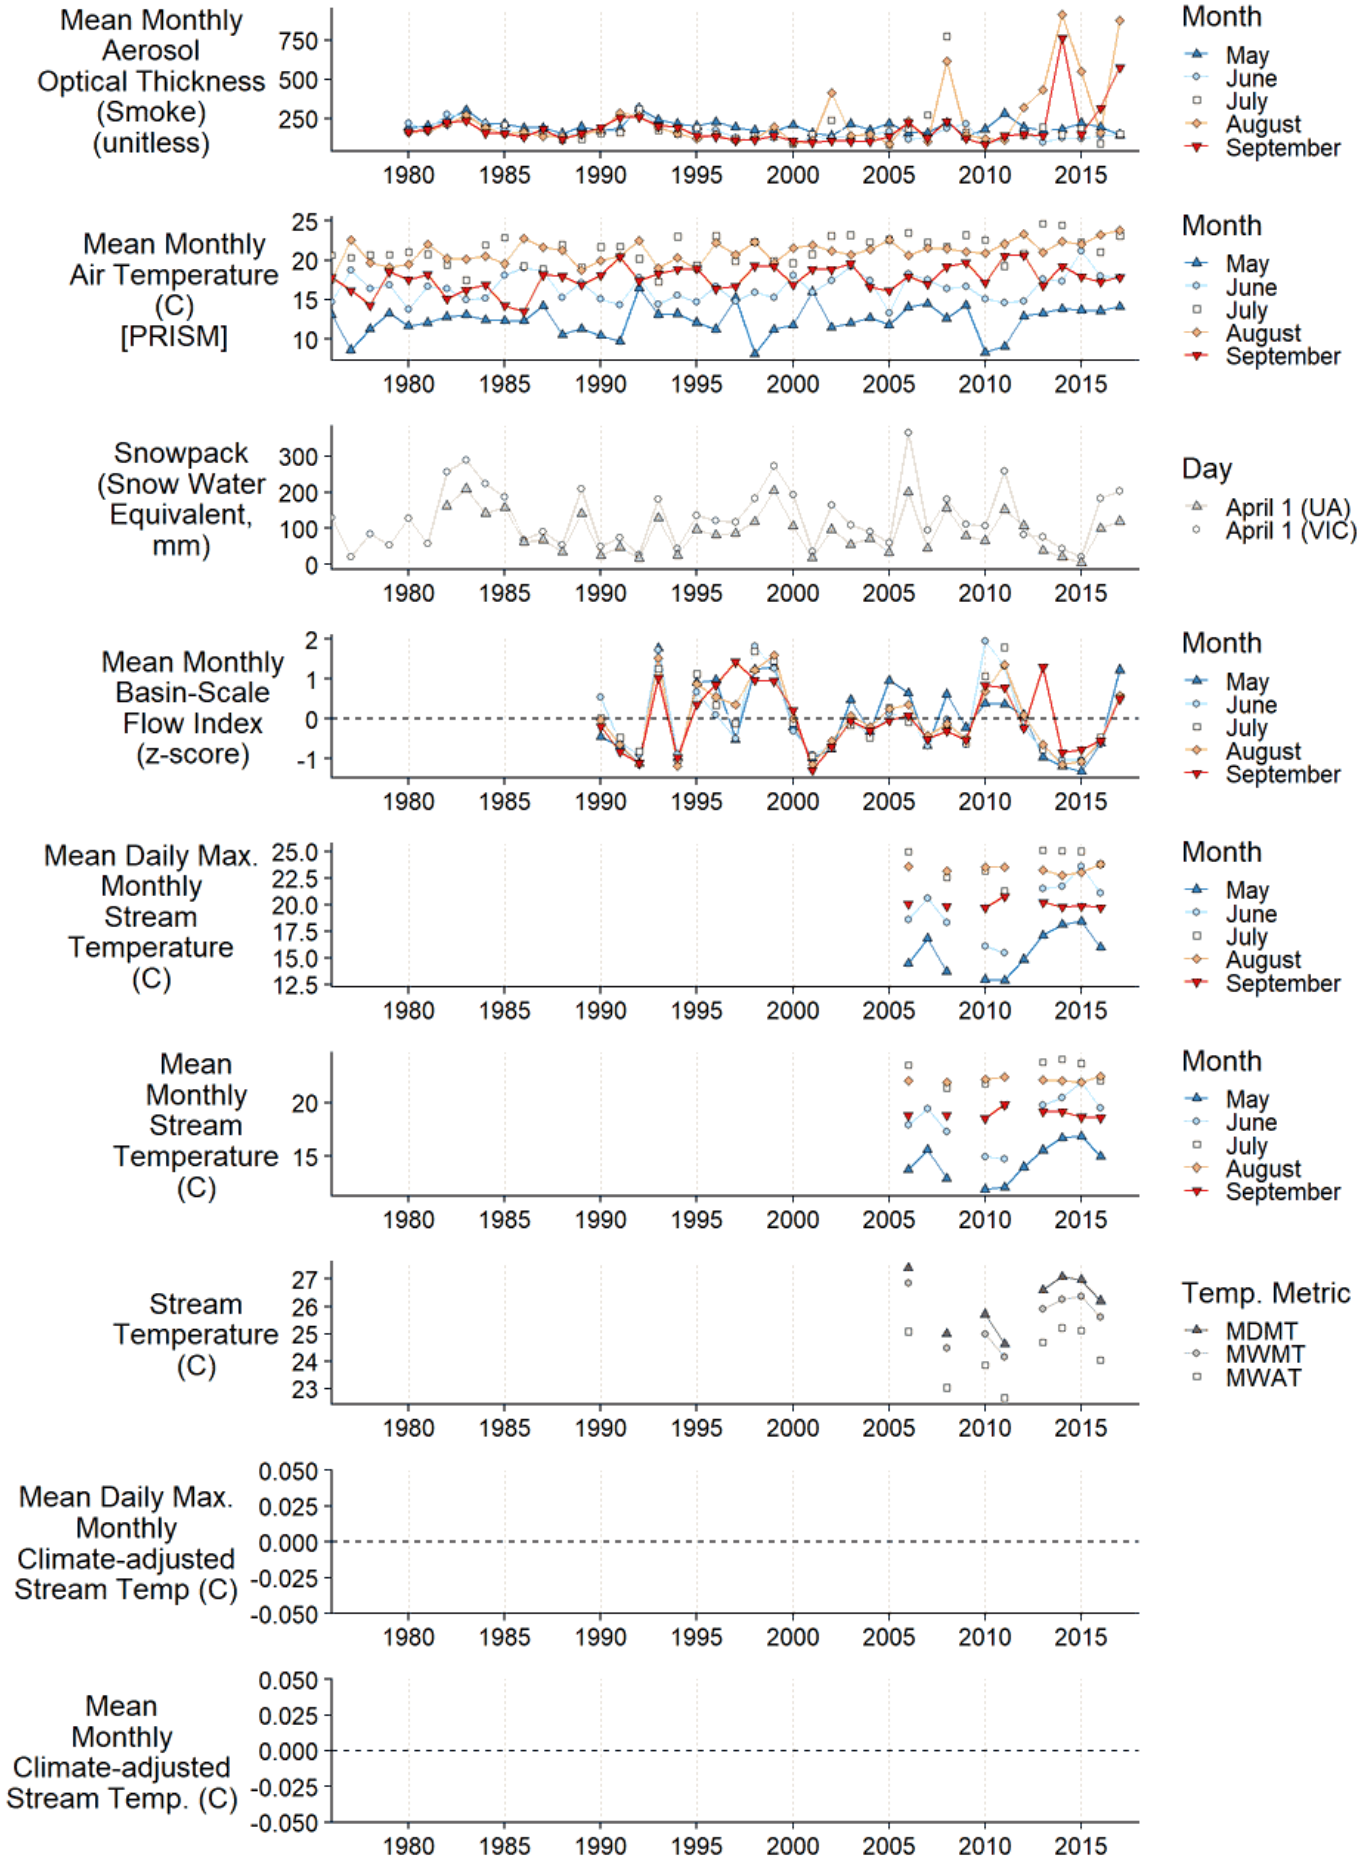 Mean Monthly
Aerosol
Optical Thickness
(Smoke)
(unitless)
750
500
250
1980 1985 1990 1995 2000 2005 2010 2015
Month
May
June
July
August
September
Mean Monthly
Air Temperature
(C)
[PRISM]
25
20
15
10
1980 1985 1990 1995 2000 2005 2010 2015
Month
May
June
July
August
September
Snowpack
(Snow Water
Equivalent,
mm)
300
200
100
0
1980 1985 1990 1995 2000 2005 2010 2015
Day
April 1 (UA)
April 1 (VIC)
Mean Monthly
Basin-Scale
Flow Index
(z-score)
2
1
0
-1
1980 1985 1990 1995 2000 2005 2010 2015
Month
May
June
July
August
September
Mean Daily Max.
Monthly
Stream
Temperature
(C)
25.0
22.5
20.0
17.5
15.0
12.5
1980 1985 1990 1995 2000 2005 2010 2015
Month
May
June
July
August
September
Mean
Monthly
Stream
Temperature
(C)
20
15
1980 1985 1990 1995 2000 2005 2010 2015
Month
May
June
July
August
September
Stream
Temperature
(C)
27
26
25
24
23
1980 1985 1990 1995 2000 2005 2010 2015
Temp. Metric
MDMT
MWMT
MWAT
Mean Daily Max.
Monthly
Climate-adjusted
Stream Temp (C)
0.050
0.025
0.000
-0.025
-0.050
1980 1985 1990 1995 2000 2005 2010 2015
Mean
Monthly
Climate-adjusted
Stream Temp. (C)
0.050
0.025
0.000
-0.025
-0.050
1980 1985 1990 1995 2000 2005 2010 2015